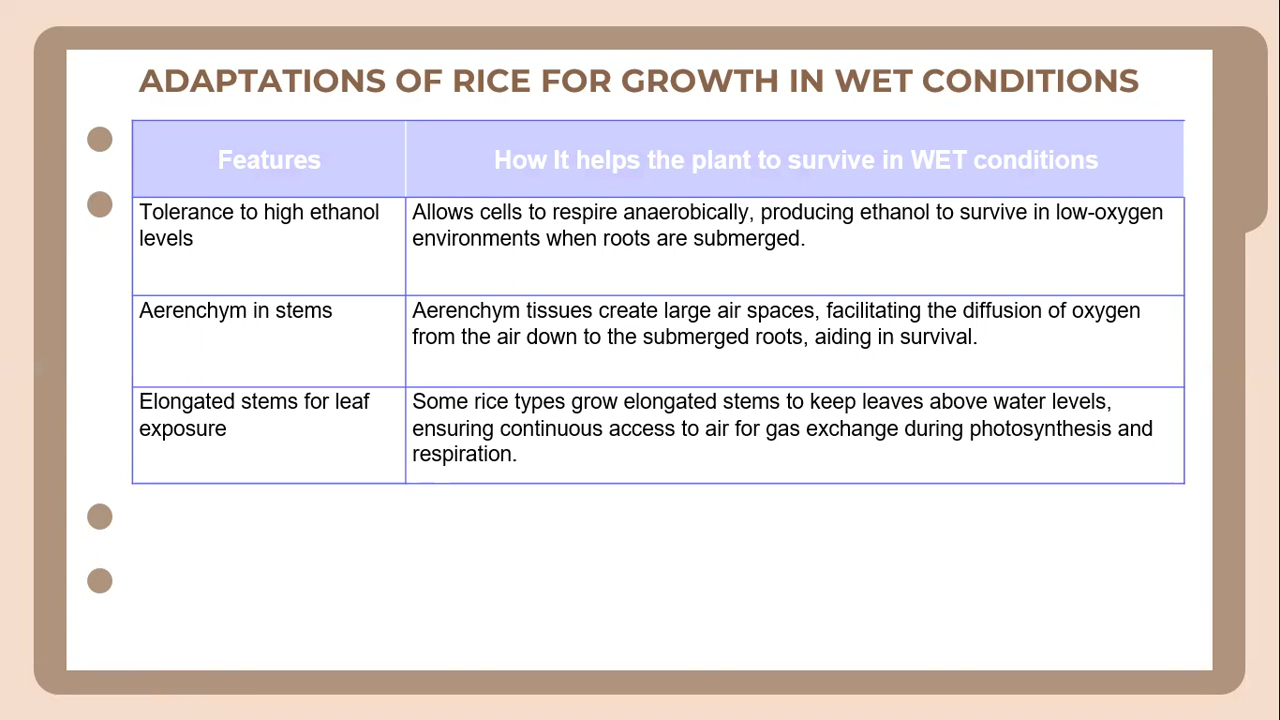 ADAPTATIONS OF RICE FOR GROWTH IN WET CONDITIONS
Features
How It helps the plant to survive in WET conditions
Tolerance to high ethanol
levels
Allows cells to respire anaerobically, producing ethanol to survive in low-oxygen
environments when roots are submerged.
Aerenchym in stems
Aerenchym tissues create large air spaces, facilitating the diffusion of oxygen
from the air down to the submerged roots, aiding in survival.
Elongated stems for leaf
exposure
Some rice types grow elongated stems to keep leaves above water levels,
ensuring continuous access to air for gas exchange during photosynthesis and
respiration.